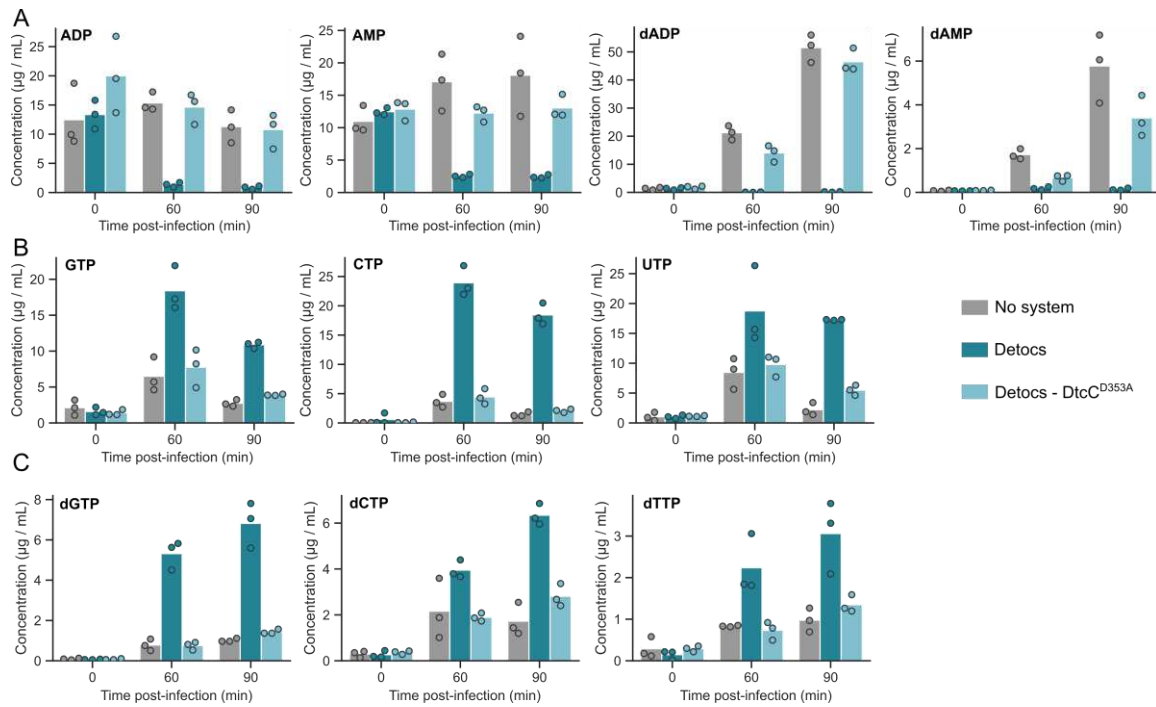 A
ADP
AMP
dADP
dAMP
Concentration (µg / mL)
25
20
15
10
5
0
0 60 90
Time post-infection (min)
Concentration (µg / mL)
25
20
15
10
5
0
0 60 90
Time post-infection (min)
Concentration (µg / mL)
50
40
30
20
10
0
0 60 90
Time post-infection (min)
Concentration (µg / mL)
6
4
2
0
0 60 90
Time post-infection (min)
B
GTP
CTP
UTP
Concentration (µg / mL)
20
15
10
5
0
0 60 90
Time post-infection (min)
Concentration (µg / mL)
25
20
15
10
5
0
0 60 90
Time post-infection (min)
Concentration (µg / mL)
25
20
15
10
5
0
0 60 90
Time post-infection (min)
No system
Detocs
Detocs - DtcC^D353A
C
dGTP
dCTP
dTTP
Concentration (µg / mL)
8
6
4
2
0
0 60 90
Time post-infection (min)
Concentration (µg / mL)
6
4
2
0
0 60 90
Time post-infection (min)
Concentration (µg / mL)
3
2
1
0
0 60 90
Time post-infection (min)